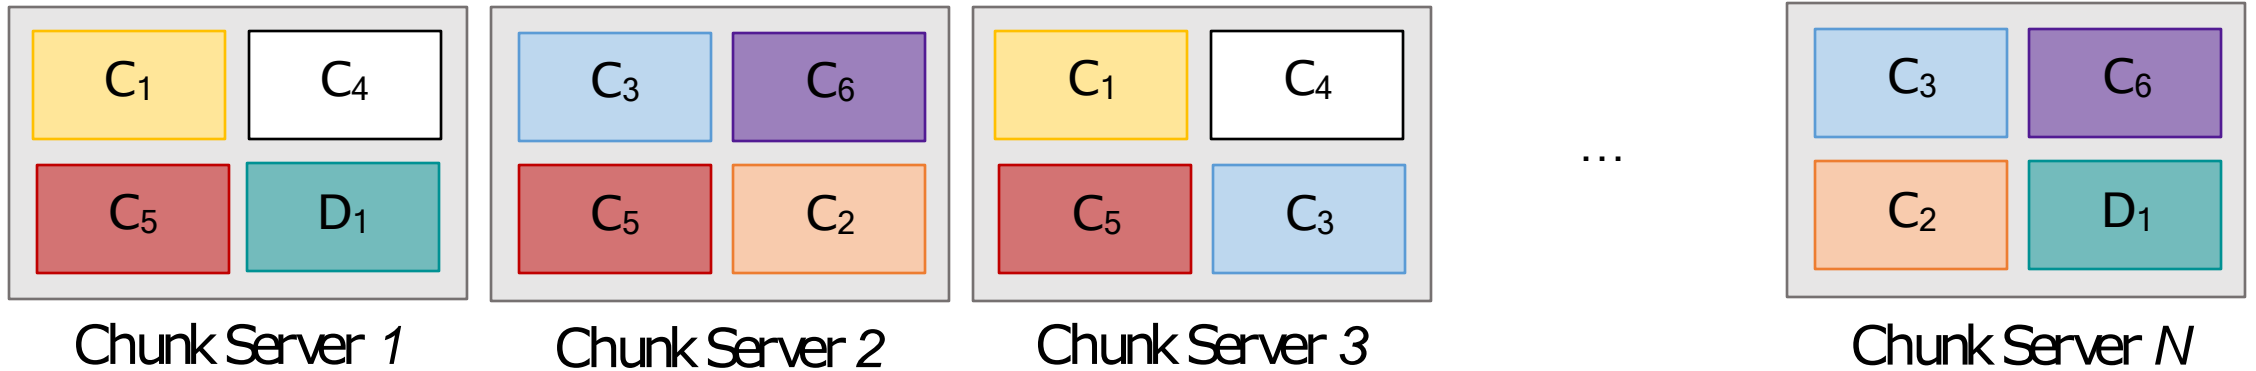 C₁ C₄ C₃ C₆ C₁ C₄ C₃ C₆
C₅ D₁ C₅ C₂ C₅ C₃ … C₂ D₁
Chunk Server 1 Chunk Server 2 Chunk Server 3 Chunk Server N